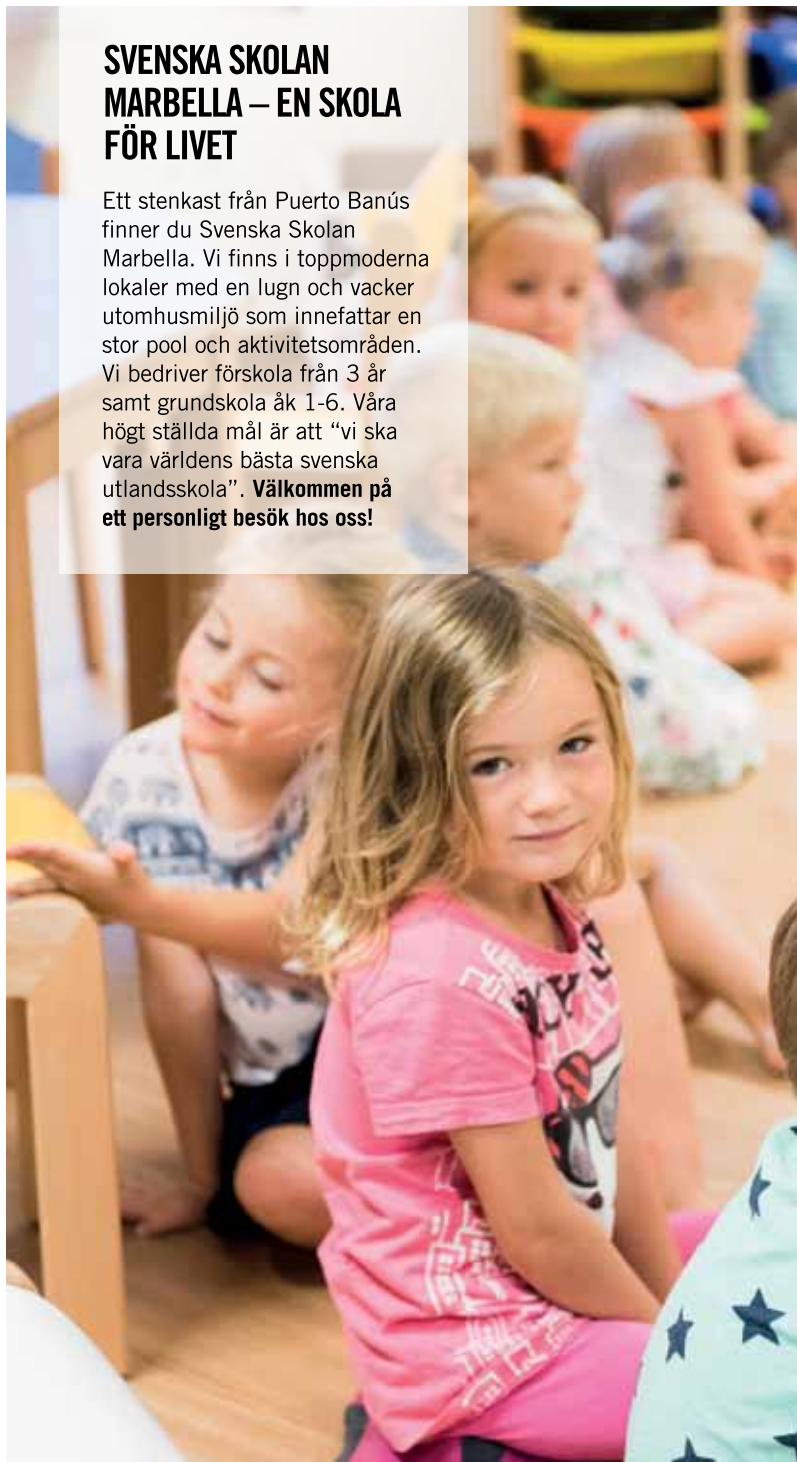 SVENSKA SKOLAN
MARBELLA – EN SKOLA
FÖR LIVET
Ett stenkast från Puerto Banús
finner du Svenska Skolan
Marbella. Vi finns i toppmoderna
lokaler med en lugn och vacker
utomhusmiljö som innefattar en
stor pool och aktivitetsområden.
Vi bedriver förskola från 3 år
samt grundskola åk 1-6. Våra
högt ställda mål är att “vi ska
vara världens bästa svenska
utlandsskola”. Välkommen på
ett personligt besök hos oss!